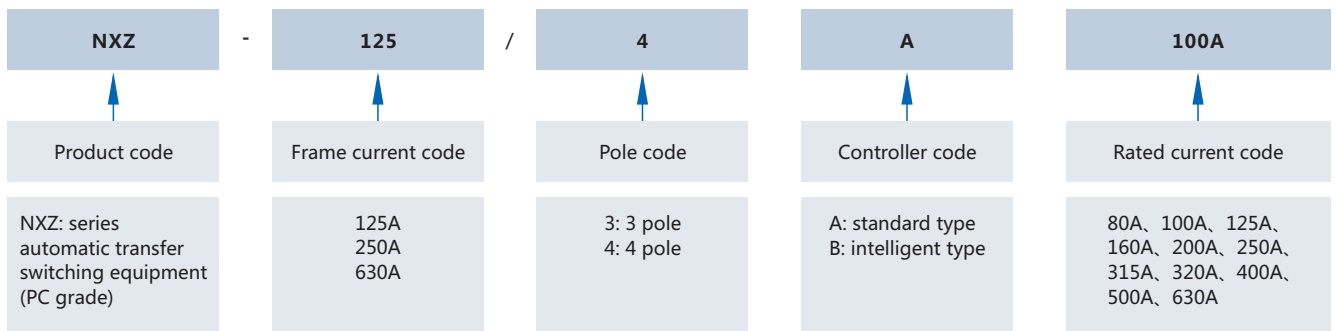 NXZ - 125 / 4 A 100A
Product code
Frame current code
Pole code
Controller code
Rated current code
NXZ: series
automatic transfer
switching equipment
(PC grade)
125A
250A
630A
3: 3 pole
4: 4 pole
A: standard type
B: intelligent type
80A、100A、125A、
160A、200A、250A、
315A、320A、400A、
500A、630A